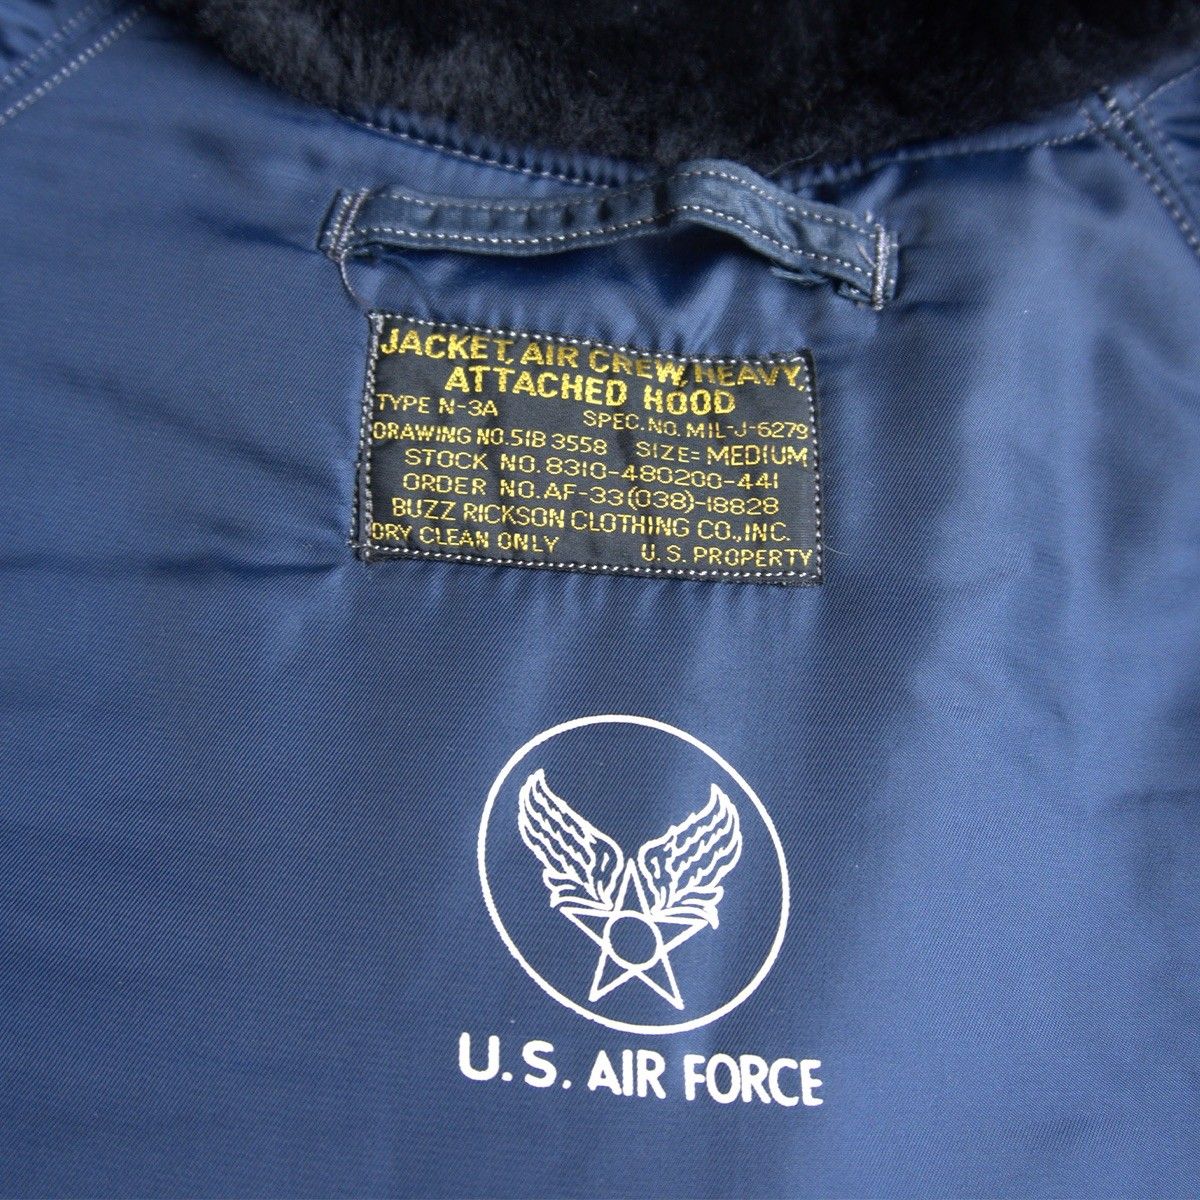 JACKET, AIR CREW, HEAVY,
ATTACHED HOOD
TYPE N-3A SPEC.NO. MIL-J-6279
DRAWING NO.51B 3558 SIZE= MEDIUM
STOCK NO. 8310-480200-441
ORDER NO. AF-33(038)-18828
BUZZ RICKSON CLOTHING CO., INC.
DRY CLEAN ONLY U.S. PROPERTY
U.S. AIR FORCE